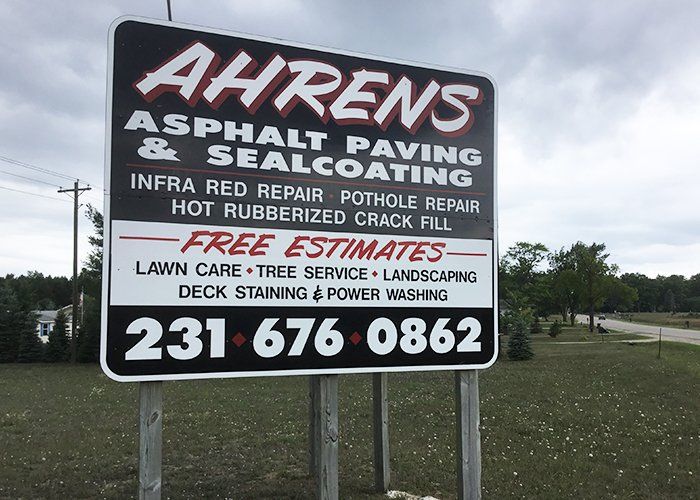 AHRENS
ASPHALT PAVING
& SEALCOATING
INFRA RED REPAIR • POTHOLE REPAIR
HOT RUBBERIZED CRACK FILL
FREE ESTIMATES
LAWN CARE • TREE SERVICE • LANDSCAPING
DECK STAINING & POWER WASHING
231 • 676 • 0862